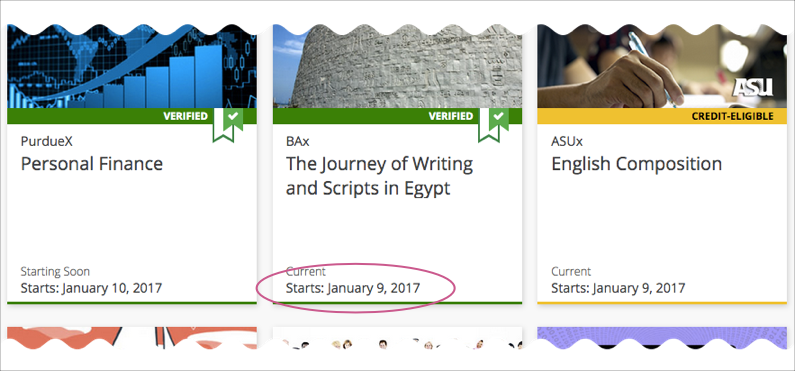 VERIFIED
PurdueX
Personal Finance
Starting Soon
Starts: January 10, 2017
VERIFIED
BAx
The Journey of Writing
and Scripts in Egypt
Current
Starts: January 9, 2017
ASU
CREDIT-ELIGIBLE
ASUx
English Composition
Current
Starts: January 9, 2017